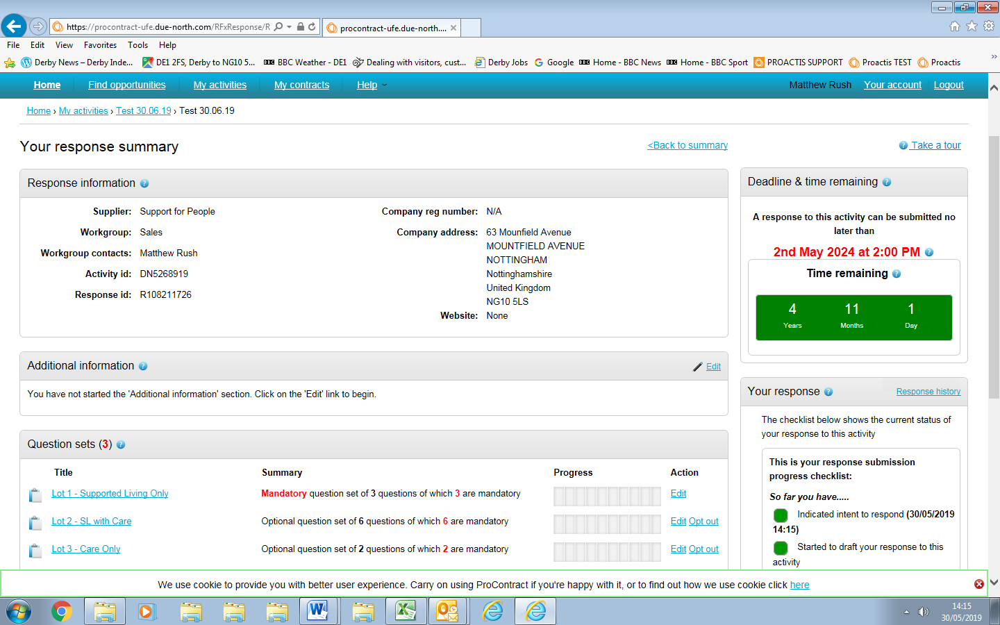 https://procontract-ufe.due-north.com/RFxResponse/R
procontract-ufe.due-north....
File Edit View Favorites Tools Help
Derby News – Derby Inde... DE1 2FS, Derby to NG10 5... BBC Weather - DE1 Dealing with visitors, cust... Derby Jobs Google Home - BBC News Home - BBC Sport PROACTIS SUPPORT Proactis TEST Proactis
Home Find opportunities My activities My contracts Help Matthew Rush Your account Logout
Home › My activities › Test 30.06.19 › Test 30.06.19
Your response summary
<Back to summary
Take a tour
Response information
Supplier: Support for People
Workgroup: Sales
Workgroup contacts: Matthew Rush
Activity id: DN5268919
Response id: R108211726
Company reg number: N/A
Company address: 63 Mounfield Avenue
MOUNTFIELD AVENUE
NOTTINGHAM
Nottinghamshire
United Kingdom
NG10 5LS
Website: None
Deadline & time remaining
A response to this activity can be submitted no
later than
2nd May 2024 at 2:00 PM
Time remaining
4 11 1
Years Months Day
Additional information
Edit
You have not started the 'Additional information' section. Click on the 'Edit' link to begin.
Your response
Response history
The checklist below shows the current status of
your response to this activity
This is your response submission
progress checklist:
So far you have.....
Indicated intent to respond (30/05/2019
14:15)
Started to draft your response to this
activity
Question sets (3)
Title Summary Progress Action
Lot 1 - Supported Living Only Mandatory question set of 3 questions of which 3 are mandatory Edit
Lot 2 - SL with Care Optional question set of 6 questions of which 6 are mandatory Edit Opt out
Lot 3 - Care Only Optional question set of 2 questions of which 2 are mandatory Edit Opt out
We use cookie to provide you with better user experience. Carry on using ProContract if you're happy with it, or to find out how we use cookie click here
14:15
30/05/2019